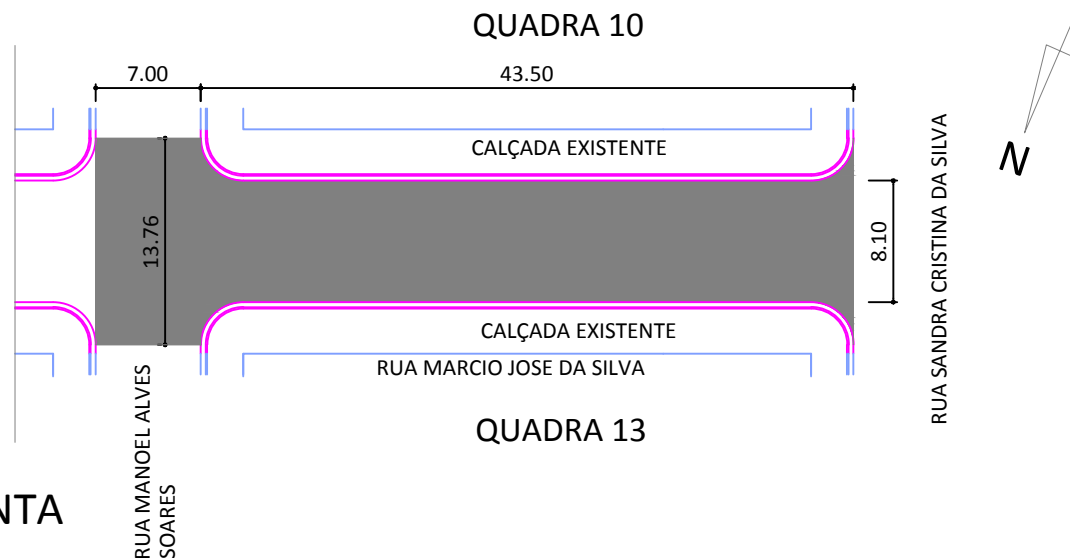 QUADRA 10
7.00
43.50
CALÇADA EXISTENTE
N
13.76
8.10
RUA SANDRA CRISTINA DA SILVA
CALÇADA EXISTENTE
RUA MARCIO JOSE DA SILVA
QUADRA 13
RUA MANOEL ALVES
SOARES
NTA